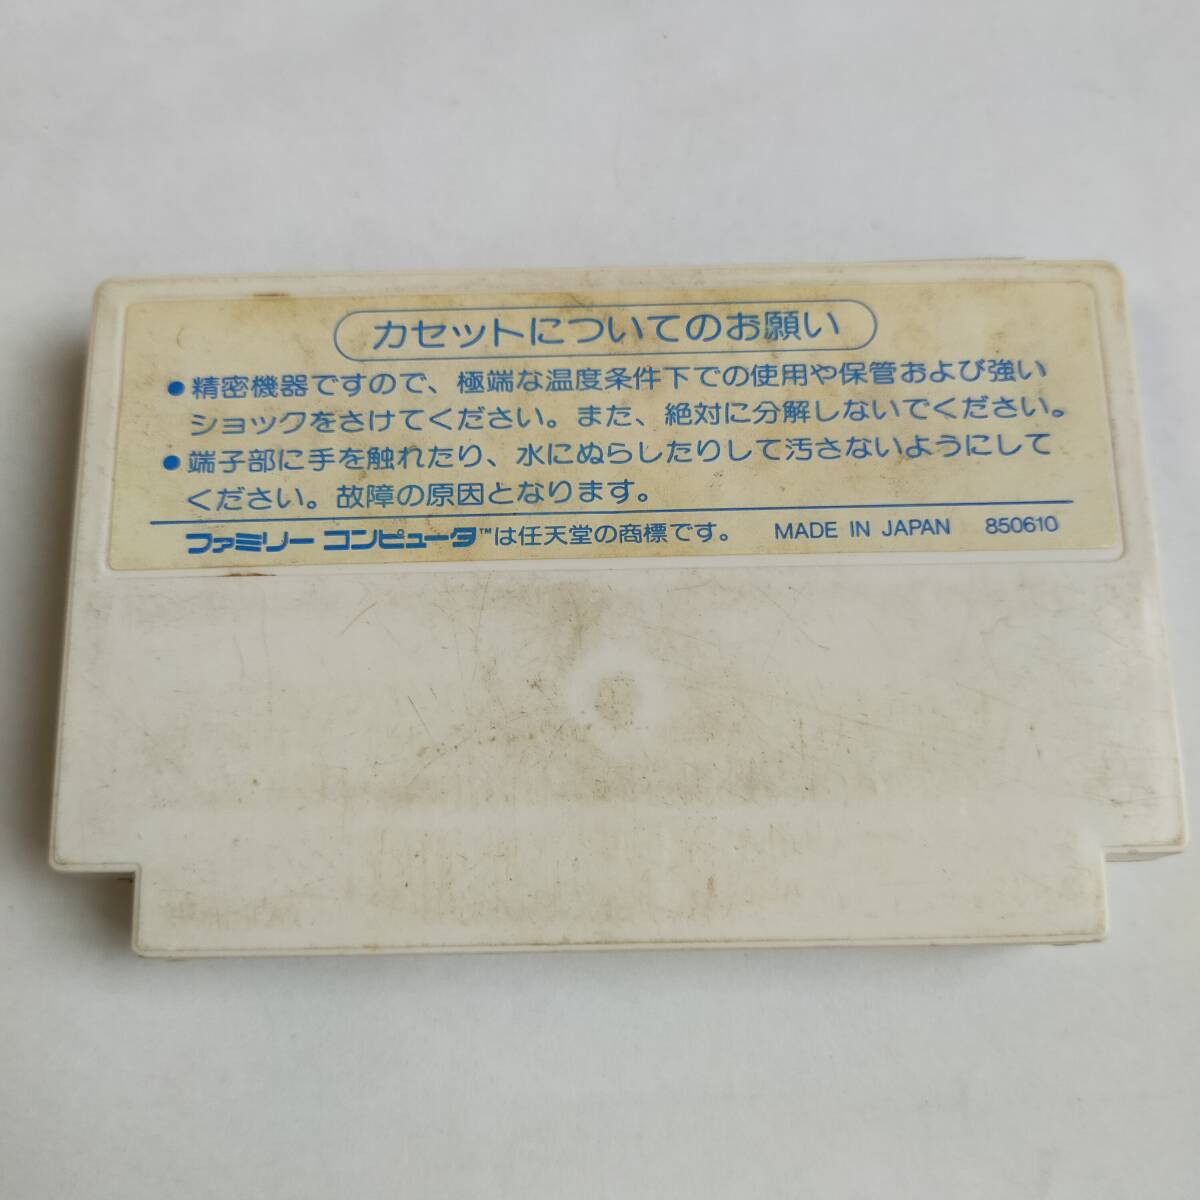 カセットについてのお願い
●精密機器ですので、極端な温度条件下での使用や保管および強い
ショックをさけてください。また、絶対に分解しないでください。
●端子部に手を触れたり、水にぬらしたりして汚さないようにして
ください。故障の原因となります。
ファミリー コンピュータ™は任天堂の商標です。 MADE IN JAPAN 850610